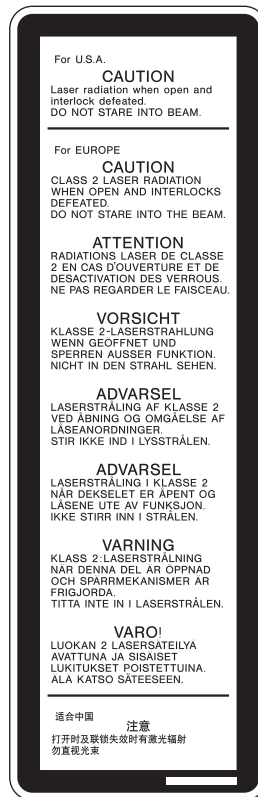 For U.S.A.
CAUTION
Laser radiation when open and
interlock defeated.
DO NOT STARE INTO BEAM.
For EUROPE
CAUTION
CLASS 2 LASER RADIATION
WHEN OPEN AND INTERLOCKS
DEFEATED.
DO NOT STARE INTO THE BEAM.
ATTENTION
RADIATIONS LASER DE CLASSE
2 EN CAS D'OUVERTURE ET DE
DESACTIVATION DES VERROUS.
NE PAS REGARDER LE FAISCEAU.
VORSICHT
KLASSE 2-LASERSTRAHLUNG
WENN GEÖFFNET UND
SPERREN AUSSER FUNKTION.
NICHT IN DEN STRAHL SEHEN.
ADVARSEL
LASERSTRÅLING AF KLASSE 2
VED ÅBNING OG OMGÅELSE AF
LÅSEANORDNINGER.
STIR IKKE IND I LYSSTRÅLEN.
ADVARSEL
LASERSTRÅLING I KLASSE 2
NÅR DEKSELET ER ÅPENT OG
LÅSENE UTE AV FUNKSJON.
IKKE STIRR INN I STRÅLEN.
VARNING
KLASS 2:LASERSTRÅLNING
NÄR DENNA DEL ÄR ÖPPNAD
OCH SPÄRRMEKANISMER ÄR
FRIGJORDA.
TITTA INTE IN I LASERSTRÅLEN.
VARO!
LUOKAN 2 LASERSÄTEILYÄ
AVATTUNA JA SISÄISET
LUKITUKSET POISTETTUINA.
ÄLÄ KATSO SÄTEESEEN.
适合中国
注意
打开时及联锁失效时有激光辐射
勿直视光束